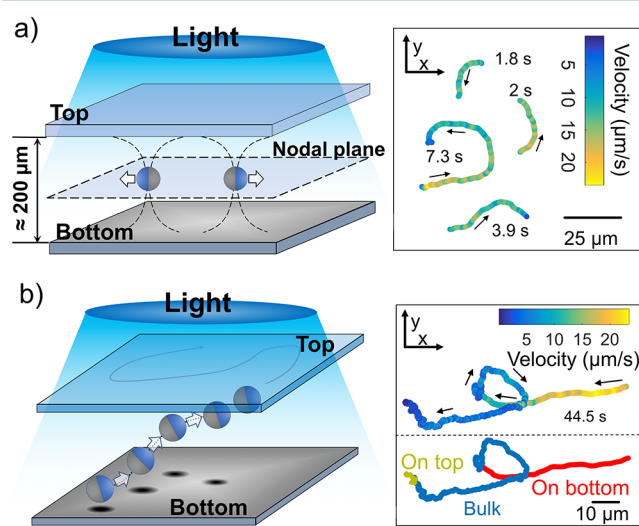 a)
Light
Top
Nodal plane
≈ 200 µm
Bottom
y
x
1.8 s
2 s
7.3 s
3.9 s
5
10
15
20
Velocity (µm/s)
25 µm
b)
Light
Top
Bottom
y
x
5 10 15 20
Velocity (µm/s)
44.5 s
On top
Bulk
On bottom
10 µm